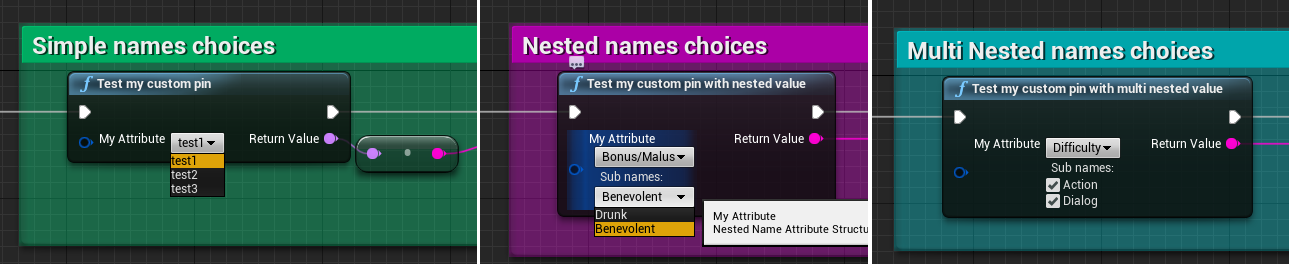 Simple names choices
f Test my custom pin
My Attribute test1 Return Value
test1
test2
test3
Nested names choices
f Test my custom pin with nested value
My Attribute Return Value
Bonus/Malus
Sub names:
Benevolent
Drunk
Benevolent
My Attribute
Nested Name Attribute Structu
Multi Nested names choices
f Test my custom pin with multi nested value
My Attribute Difficulty Return Value
Sub names:
Action
Dialog